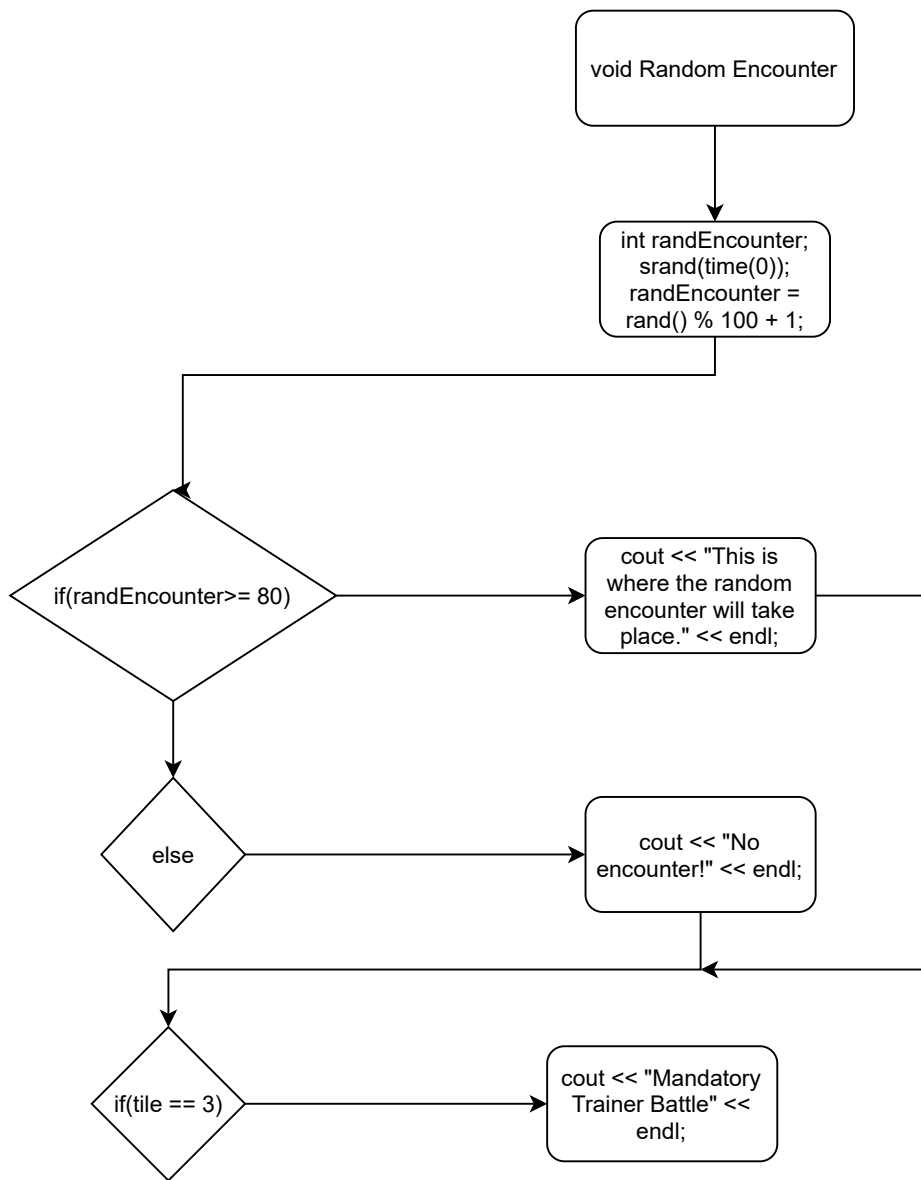 void Random Encounter
int randEncounter;
srand(time(0));
randEncounter =
rand() % 100 + 1;
if(randEncounter>= 80)
cout << "This is
where the random
encounter will take
place." << endl;
else
cout << "No
encounter!" << endl;
if(tile == 3)
cout << "Mandatory
Trainer Battle" <<
endl;